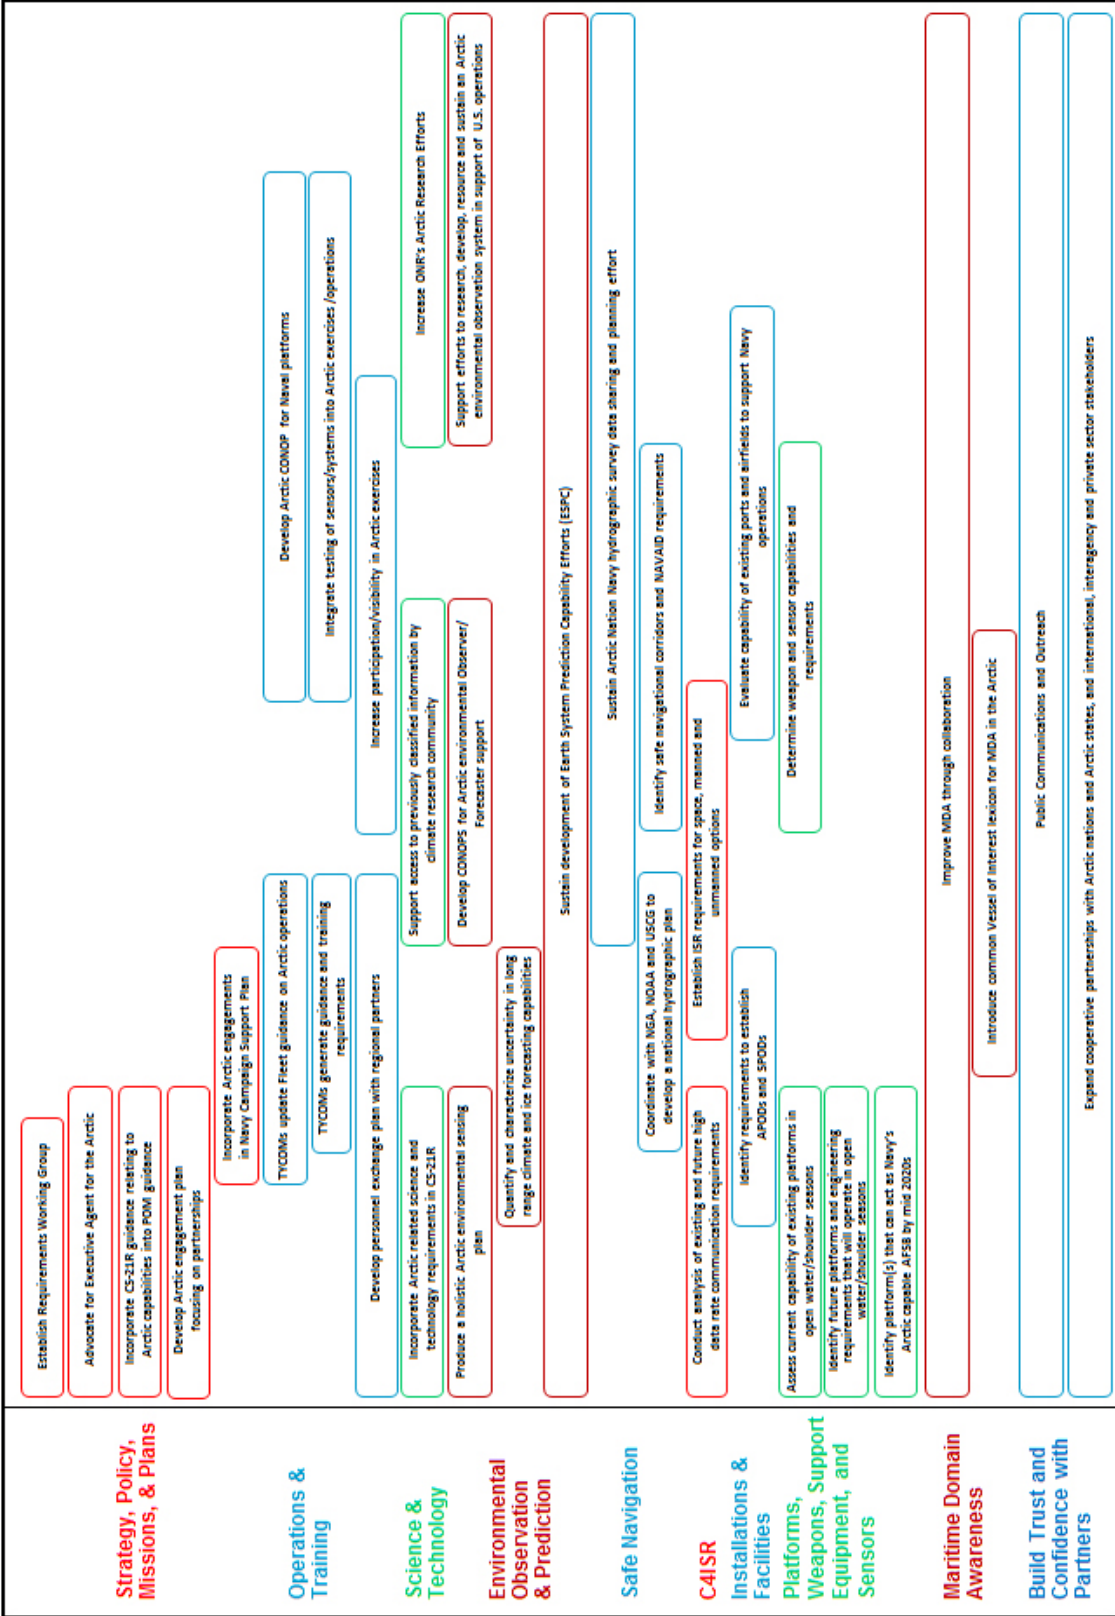 Strategy, Policy,
Missions, & Plans
Establish Requirements Working Group
Advocate for Executive Agent for the Arctic
Incorporate CS-21R guidance relating to
Arctic capabilities into POM guidance
Develop Arctic engagement plan
focusing on partnerships
Incorporate Arctic engagements
in Navy Campaign Support Plan
Operations &
Training
TYCOMs update Fleet guidance on Arctic operations
Develop Arctic CONOP for Naval platforms
TYCOMs generate guidance and training
requirements
Integrate testing of sensors/systems into Arctic exercises /operations
Develop personnel exchange plan with regional partners
Increase participation/visibility in Arctic exercises
Science &
Technology
Incorporate Arctic related science and
technology requirements in CS-21R
Support access to previously classified information by
climate research community
Increase ONR's Arctic Research Efforts
Environmental
Observation
& Prediction
Produce a holistic Arctic environmental sensing
plan
Develop CONOPS for Arctic environmental Observer/
Forecaster support
Support efforts to research, develop, resource and sustain an Arctic
environmental observation system in support of U.S. operations
Quantify and characterize uncertainty in long
range climate and ice forecasting capabilities
Sustain development of Earth System Prediction Capability Efforts (ESPC)
Safe Navigation
Sustain Arctic Nation Navy hydrographic survey data sharing and planning effort
Coordinate with NGA, NOAA and USCG to
develop a national hydrographic plan
Identify safe navigational corridors and NAVAID requirements
C4ISR
Conduct analysis of existing and future high
data rate communication requirements
Establish ISR requirements for space, manned and
unmanned options
Installations &
Facilities
Identify requirements to establish
APODs and SPODs
Evaluate capability of existing ports and airfields to support Navy
operations
Platforms,
Weapons, Support
Equipment, and
Sensors
Assess current capability of existing platforms in
open water/shoulder seasons
Determine weapon and sensor capabilities and
requirements
Identify future platforms and engineering
requirements that will operate in open
water/shoulder seasons
Identify platform(s) that can act as Navy's
Arctic capable AFSB by mid 2020s
Maritime Domain
Awareness
Improve MDA through collaboration
Introduce common Vessel of Interest lexicon for MDA in the Arctic
Build Trust and
Confidence with
Partners
Public Communications and Outreach
Expand cooperative partnerships with Arctic nations and Arctic states, and international, interagency and private sector stakeholders